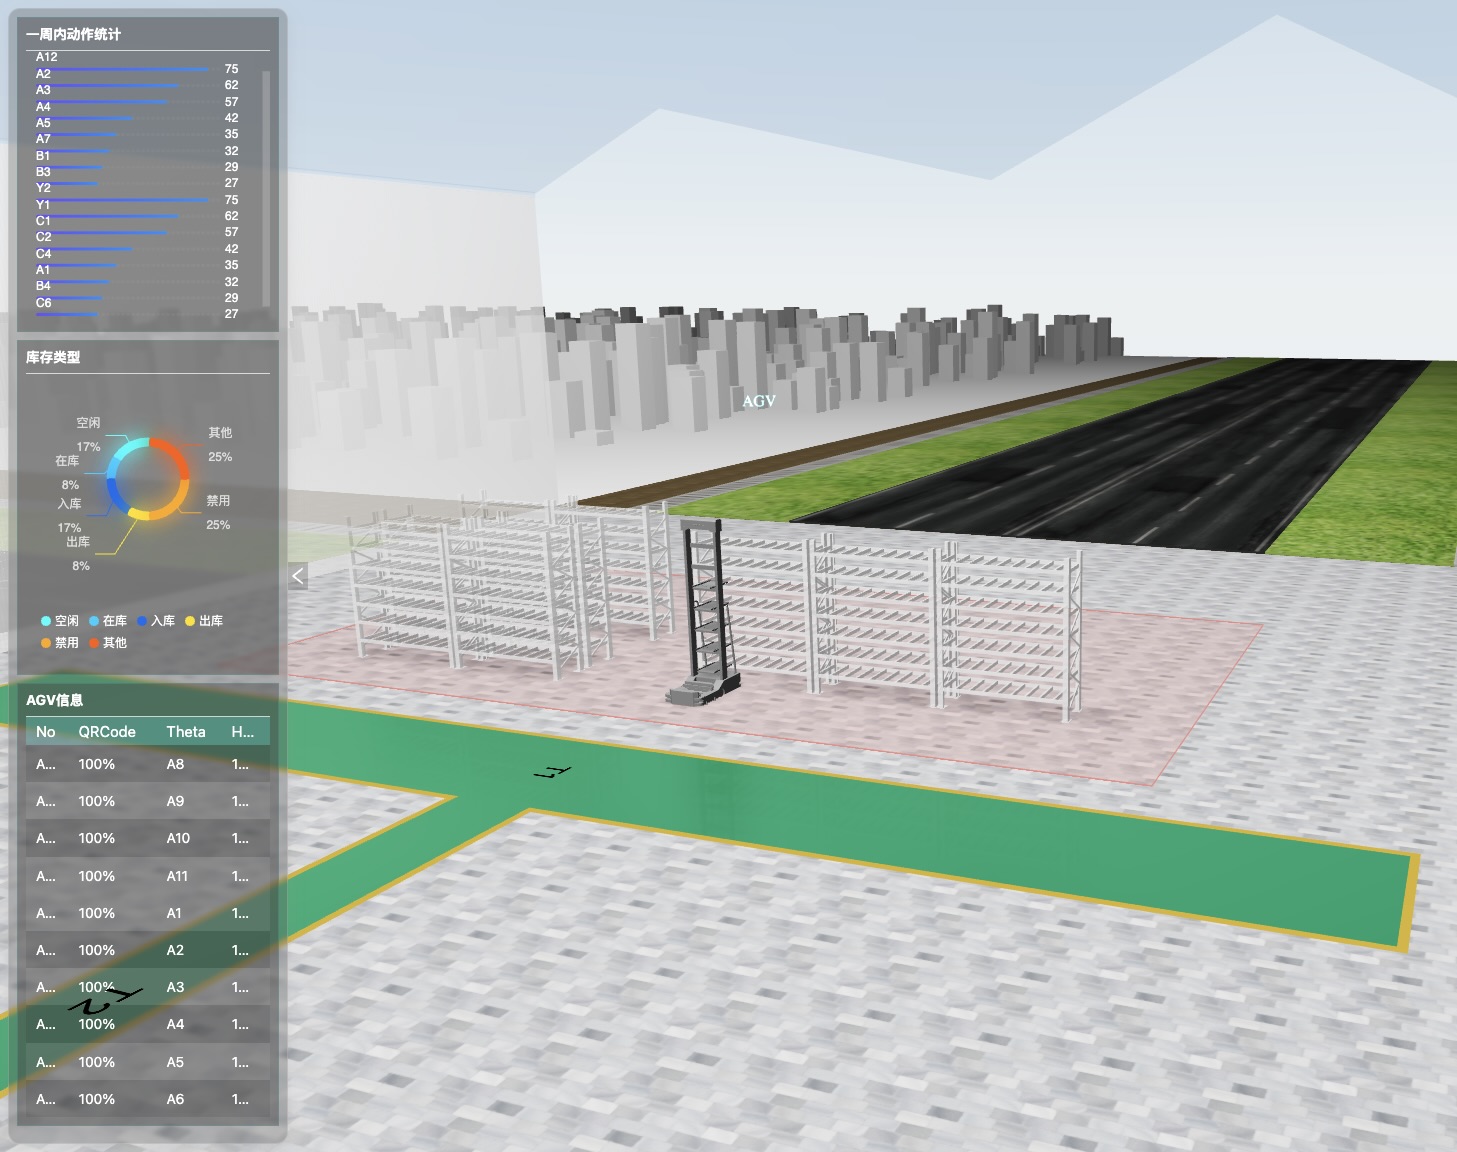 一周内动作统计
A12
75
A2
62
A3
57
A4
42
A5
35
A7
32
B1
29
B3
27
Y2
75
Y1
62
C1
57
C2
42
C4
35
A1
32
B4
29
C6
27
库存类型
空闲
17%
其他
25%
在库
8%
禁用
25%
入库
17%
出库
8%
空闲 在库 入库 出库
禁用 其他
AGV信息
No QRCode Theta H...
A... 100% A8 1...
A... 100% A9 1...
A... 100% A10 1...
A... 100% A11 1...
A... 100% A1 1...
A... 100% A2 1...
A... 100% A3 1...
A... 100% A4 1...
A... 100% A5 1...
A... 100% A6 1...
AGV